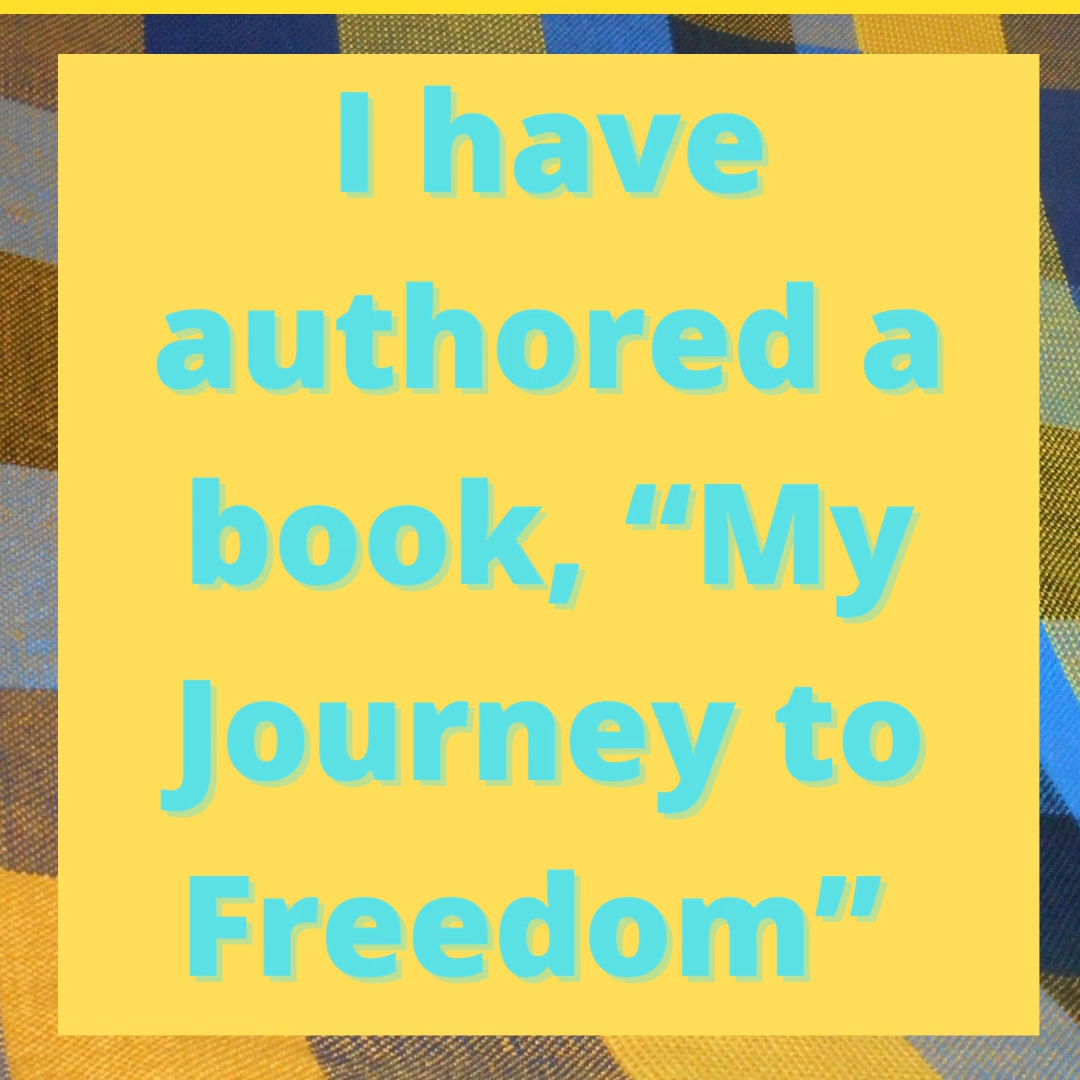 I have
authored a
book, “My
Journey to
Freedom”